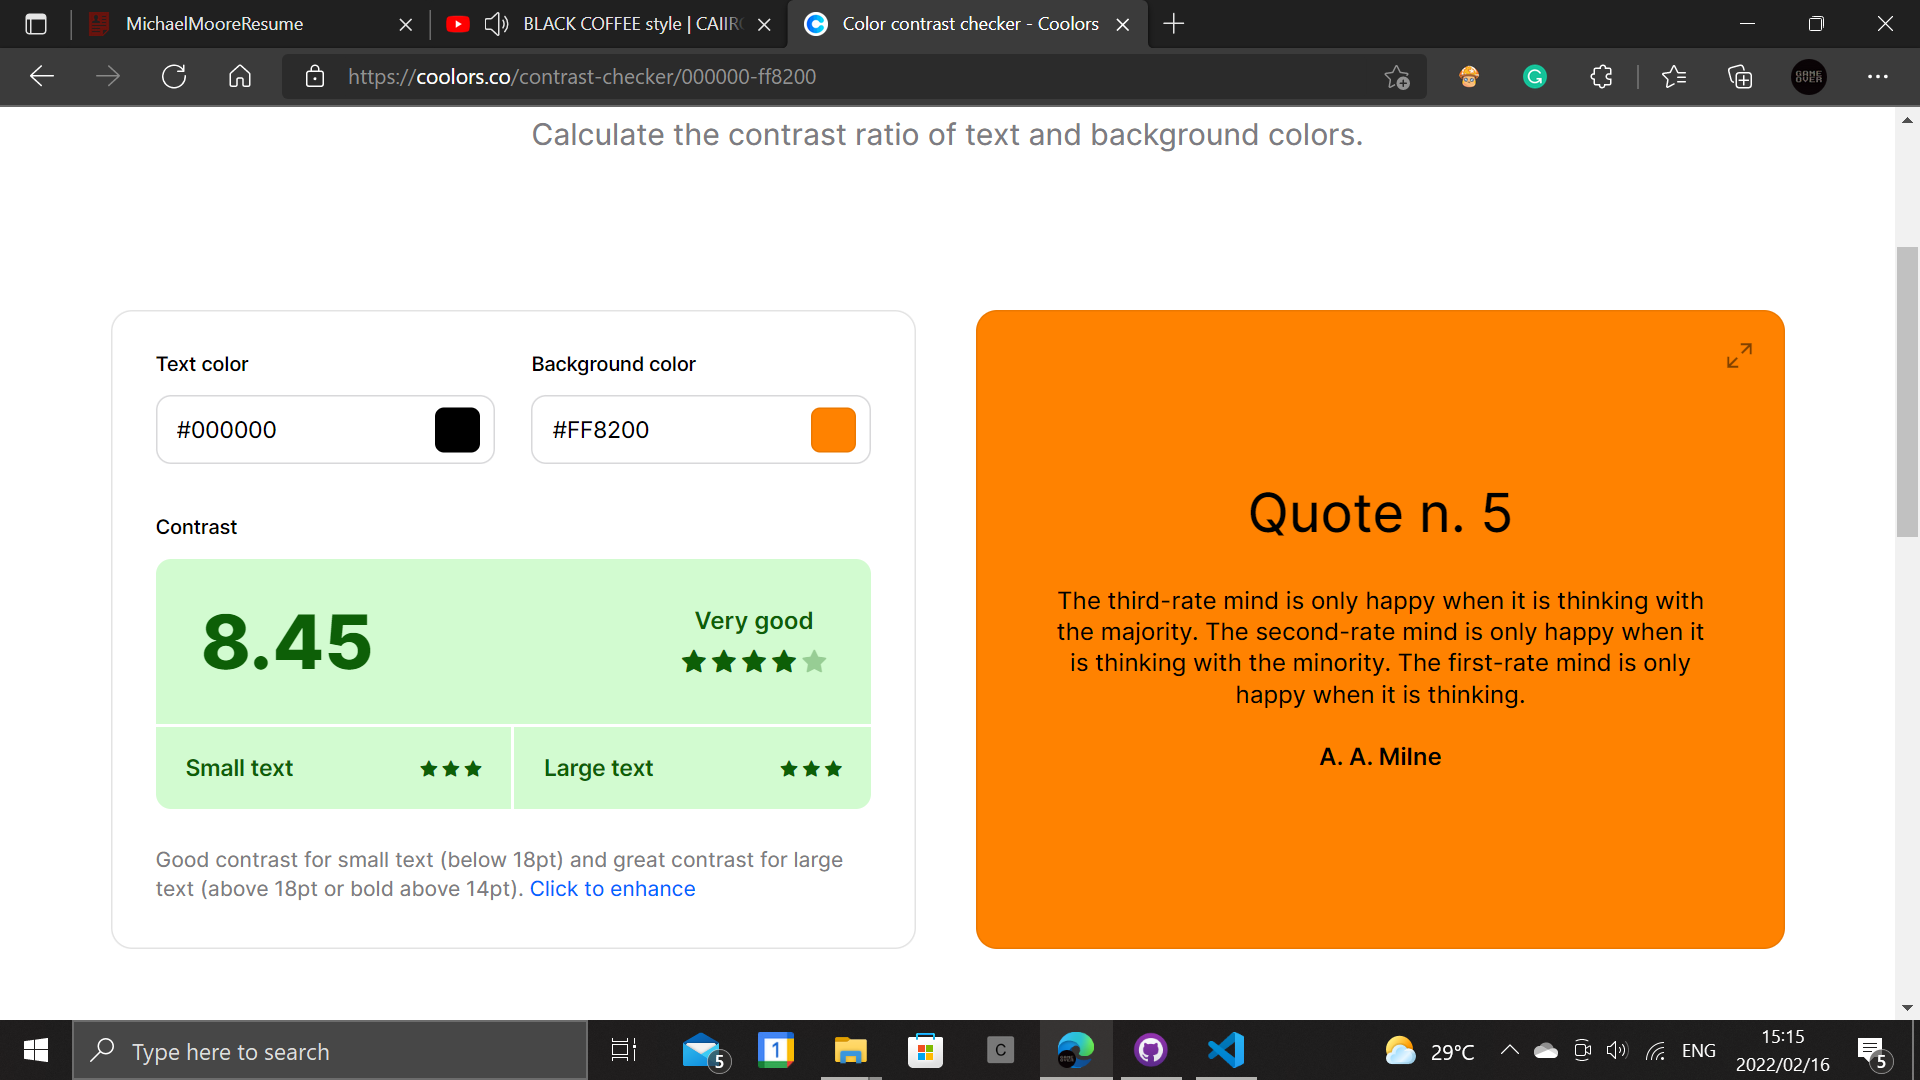 MichaelMooreResume
BLACK COFFEE style | CAIIR
Color contrast checker - Coolors
https://coolors.co/contrast-checker/000000-ff8200
GAME
OVER
Calculate the contrast ratio of text and background colors.
Text color
Background color
#000000
#FF8200
Contrast
8.45
Very good
Small text
Large text
Good contrast for small text (below 18pt) and great contrast for large
text (above 18pt or bold above 14pt). Click to enhance
Quote n. 5
The third-rate mind is only happy when it is thinking with
the majority. The second-rate mind is only happy when it
is thinking with the minority. The first-rate mind is only
happy when it is thinking.
A. A. Milne
Type here to search
5
1
C
29°C
ENG
15:15
2022/02/16
5